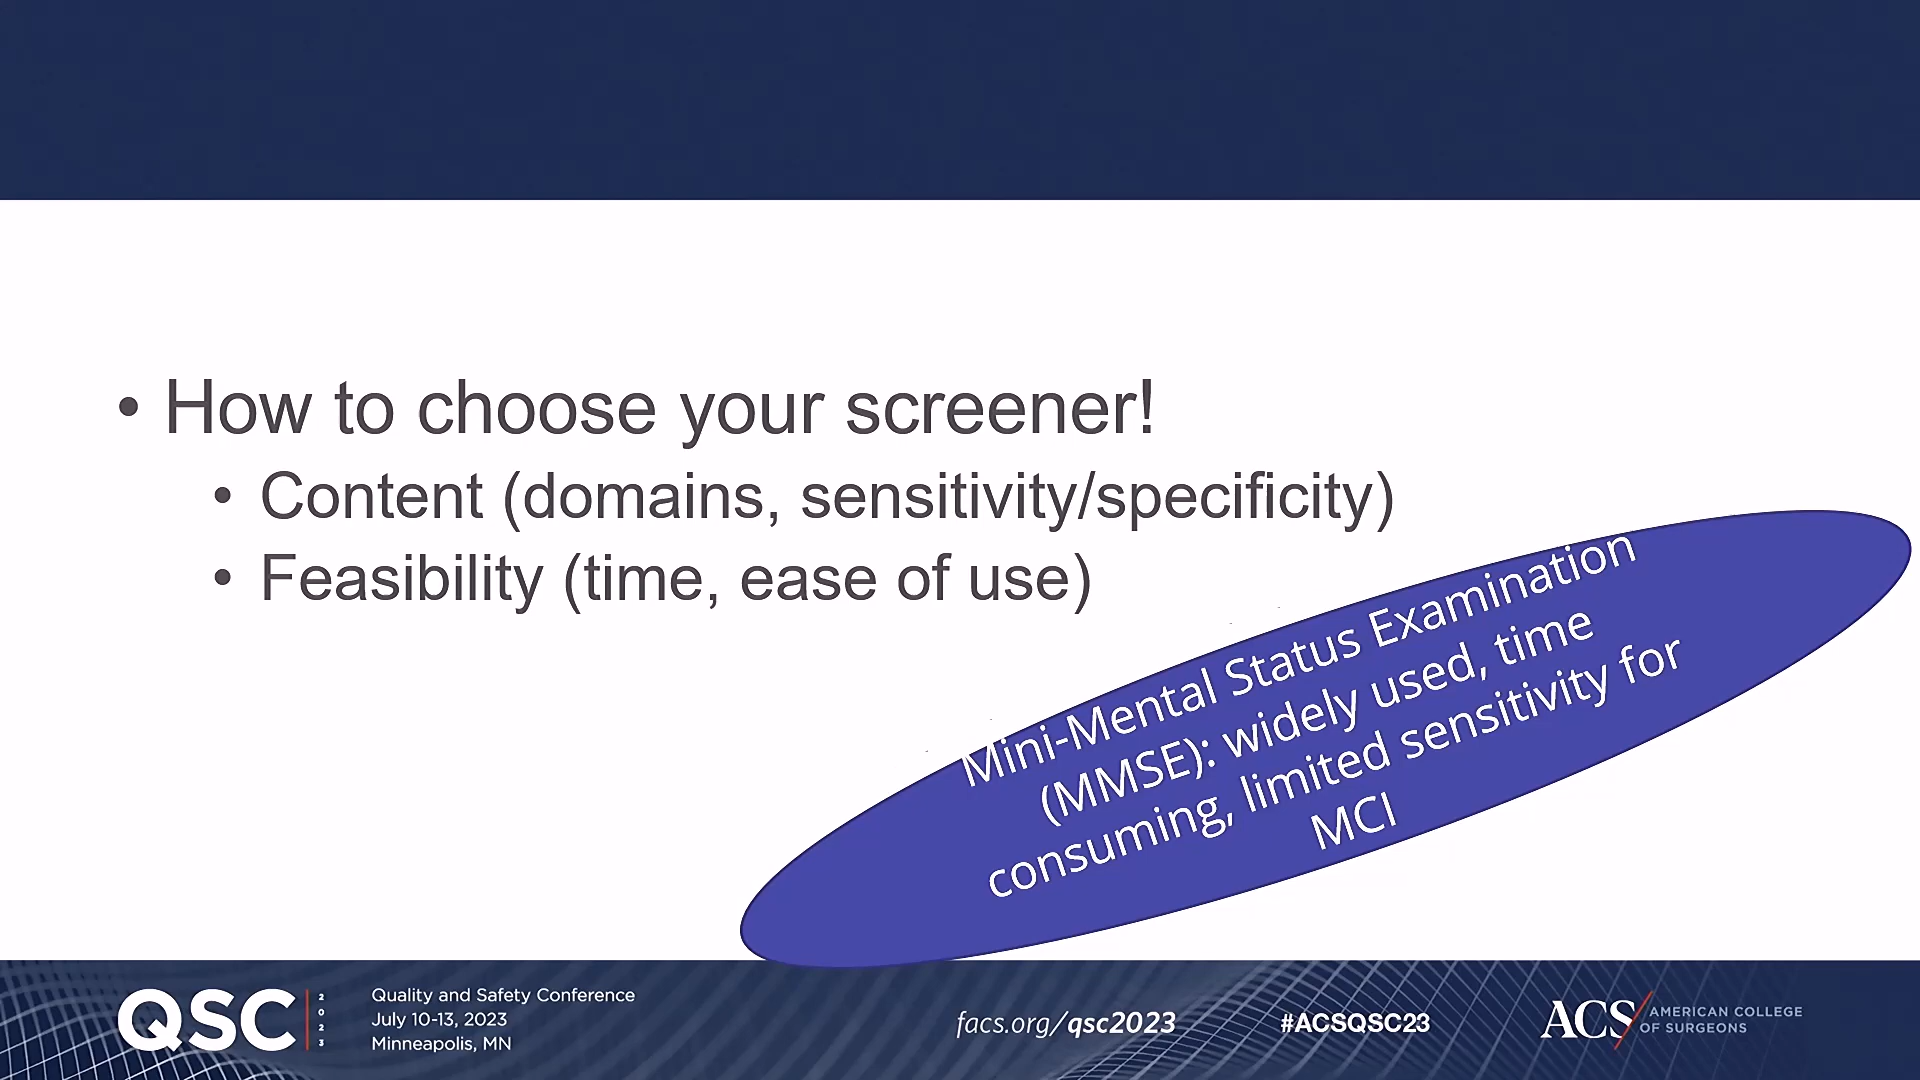 • How to choose your screener!
• Content (domains, sensitivity/specificity)
• Feasibility (time, ease of use)
Mini-Mental Status Examination
(MMSE): widely used, time
consuming, limited sensitivity for
MCI
QSC
2023
Quality and Safety Conference
July 10-13, 2023
Minneapolis, MN
facs.org/qsc2023
#ACSQSC23
ACS
AMERICAN COLLEGE
OF SURGEONS